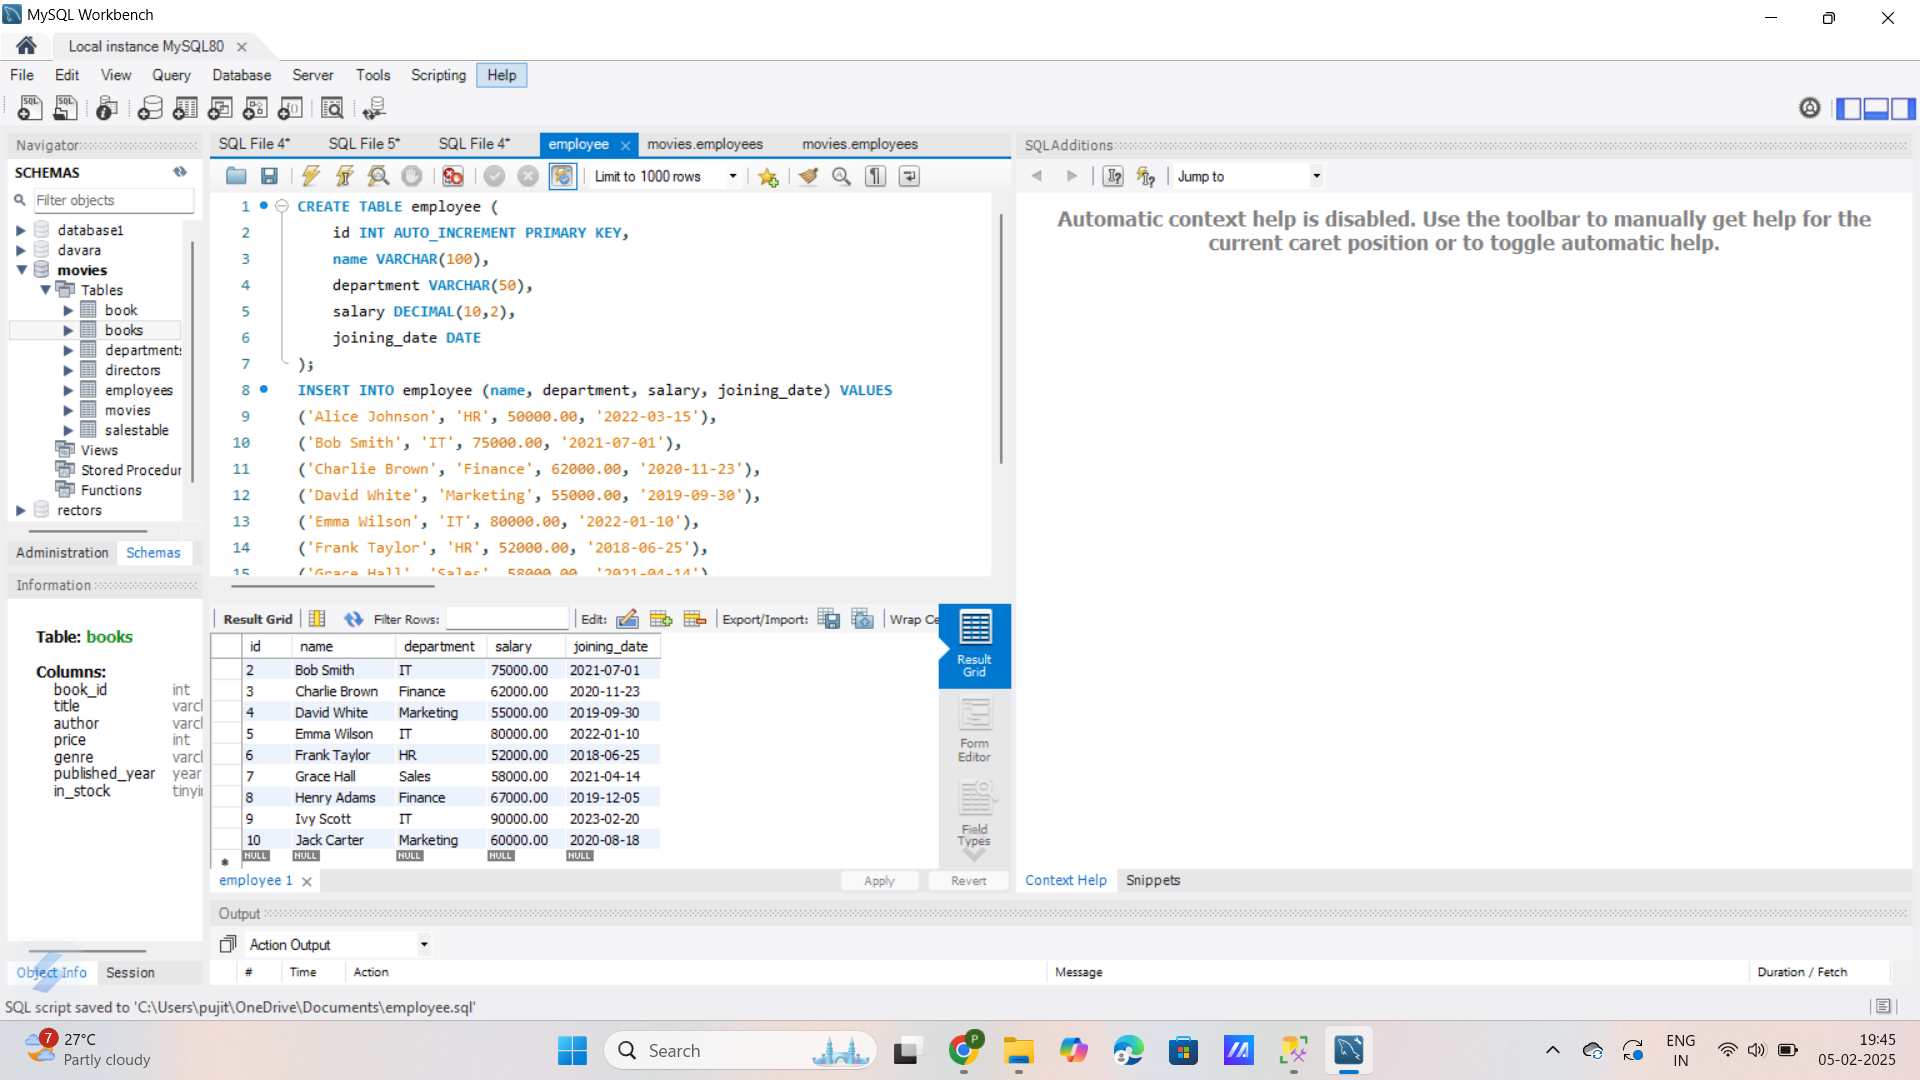 MySQL Workbench
Local instance MySQL80
File Edit View Query Database Server Tools Scripting Help
Navigator
SCHEMAS
Filter objects
database1
davara
movies
Tables
book
books
departments
directors
employees
movies
salestable
Views
Stored Procedur
Functions
rectors
Administration Schemas
Information
Table: books
Columns:
book_id int
title varcl
author varcl
price int
genre varcl
published_year year
in_stock tinyi
Object Info Session
SQL File 4* SQL File 5* SQL File 4* employee movies.employees movies.employees
Limit to 1000 rows
1 CREATE TABLE employee (
2 id INT AUTO_INCREMENT PRIMARY KEY,
3 name VARCHAR(100),
4 department VARCHAR(50),
5 salary DECIMAL(10,2),
6 joining_date DATE
7 );
8 INSERT INTO employee (name, department, salary, joining_date) VALUES
9 ('Alice Johnson', 'HR', 50000.00, '2022-03-15'),
10 ('Bob Smith', 'IT', 75000.00, '2021-07-01'),
11 ('Charlie Brown', 'Finance', 62000.00, '2020-11-23'),
12 ('David White', 'Marketing', 55000.00, '2019-09-30'),
13 ('Emma Wilson', 'IT', 80000.00, '2022-01-10'),
14 ('Frank Taylor', 'HR', 52000.00, '2018-06-25'),
15 ('Grace Hall', 'Sales', 58000.00, '2021-04-14')
Result Grid Filter Rows: Edit: Export/Import: Wrap Ce
id name department salary joining_date
2 Bob Smith IT 75000.00 2021-07-01
3 Charlie Brown Finance 62000.00 2020-11-23
4 David White Marketing 55000.00 2019-09-30
5 Emma Wilson IT 80000.00 2022-01-10
6 Frank Taylor HR 52000.00 2018-06-25
7 Grace Hall Sales 58000.00 2021-04-14
8 Henry Adams Finance 67000.00 2019-12-05
9 Ivy Scott IT 90000.00 2023-02-20
10 Jack Carter Marketing 60000.00 2020-08-18
NULL NULL NULL NULL NULL
Result
Grid
Form
Editor
Field
Types
employee 1 Apply Revert
SQLAdditions
Jump to
Automatic context help is disabled. Use the toolbar to manually get help for the
current caret position or to toggle automatic help.
Context Help Snippets
Output
Action Output
# Time Action Message Duration / Fetch
SQL script saved to 'C:\Users\pujit\OneDrive\Documents\employee.sql'
7
27°C
Partly cloudy
Search
P
ENG
IN
19:45
05-02-2025